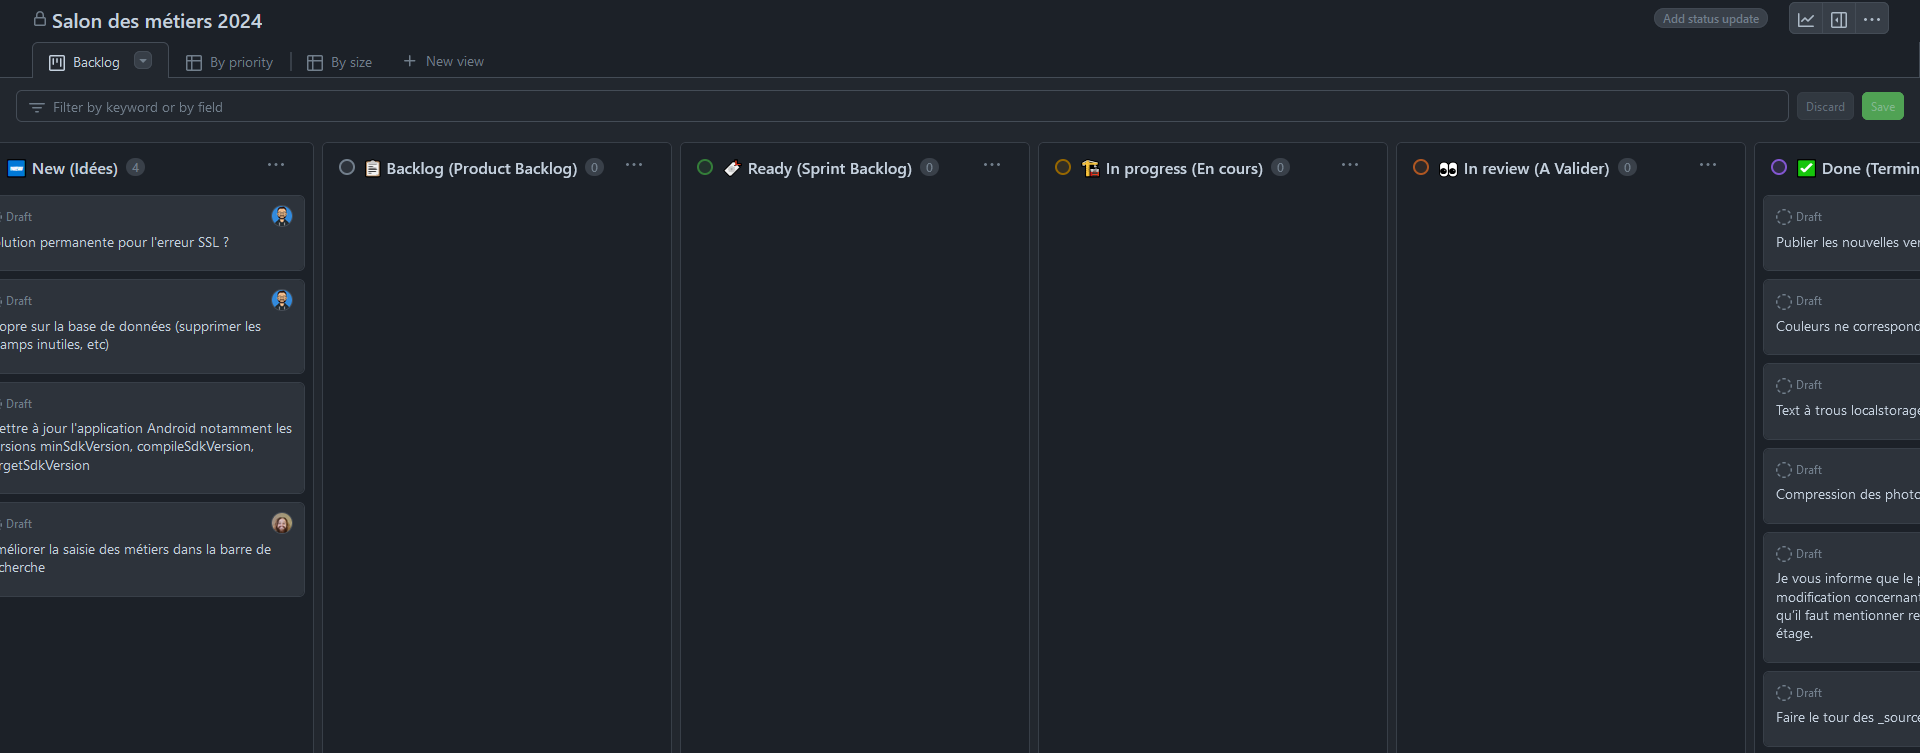 Salon des métiers 2024
Add status update
Backlog
By priority
By size
New view
Filter by keyword or by field
Discard
Save
New (Idées) 4
Draft
lution permanente pour l'erreur SSL ?
Draft
opre sur la base de données (supprimer les
amps inutiles, etc)
Draft
ettre à jour l'application Android notamment les
rsions minSdkVersion, compileSdkVersion,
rgetSdkVersion
Draft
méliorer la saisie des métiers dans la barre de
cherche
Backlog (Product Backlog) 0
Ready (Sprint Backlog) 0
In progress (En cours) 0
In review (A Valider) 0
Done (Termin
Draft
Publier les nouvelles ver
Draft
Couleurs ne correspond
Draft
Text à trous localstorage
Draft
Compression des photo
Draft
Je vous informe que le p
modification concernant
qu'il faut mentionner re
étage.
Draft
Faire le tour des _source